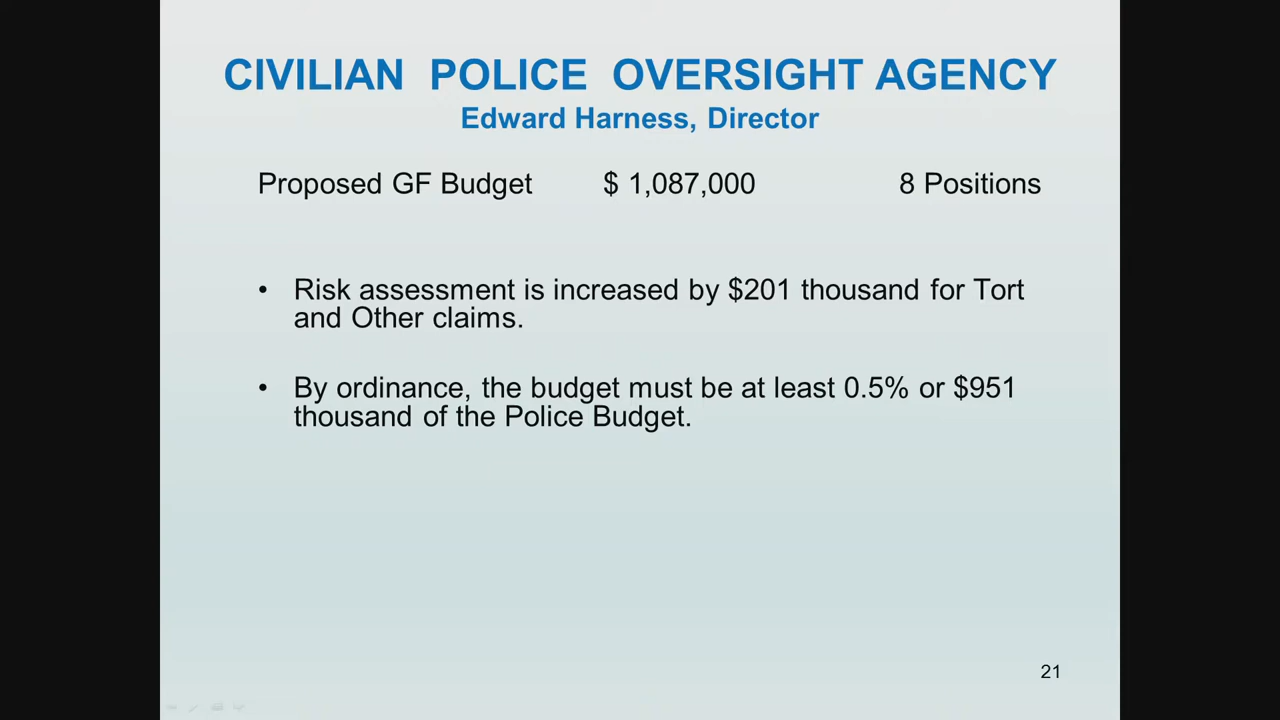 CIVILIAN POLICE OVERSIGHT AGENCY
Edward Harness, Director
Proposed GF Budget $ 1,087,000 8 Positions
• Risk assessment is increased by $201 thousand for Tort
and Other claims.
• By ordinance, the budget must be at least 0.5% or $951
thousand of the Police Budget.
21